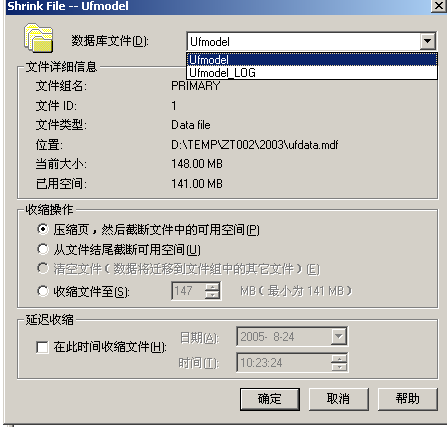 Shrink File -- Ufmodel
数据库文件(D):
Ufmodel
Ufmodel
Ufmodel_LOG
文件详细信息
文件组名: PRIMARY
文件 ID: 1
文件类型: Data file
位置: D:\TEMP\ZT002\2003\ufdata.mdf
当前大小: 148.00 MB
已用空间: 141.00 MB
收缩操作
压缩页，然后截断文件中的可用空间(P)
从文件结尾截断可用空间(U)
清空文件(数据将迁移到文件组中的其它文件)(E)
收缩文件至(S): 147 MB(最小为 141 MB)
延迟收缩
在此时间收缩文件(H): 日期(A): 2005- 8-24
时间(T): 10:23:24
确定 取消 帮助